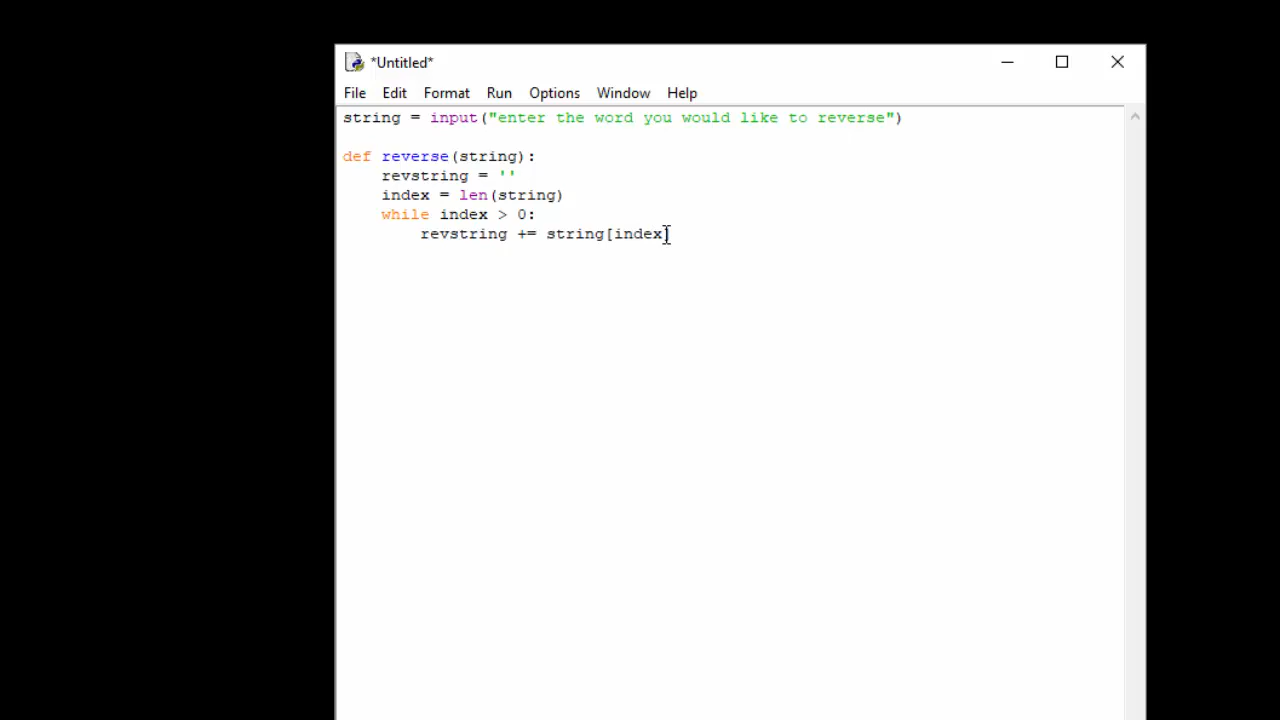 *Untitled*
File Edit Format Run Options Window Help
string = input("enter the word you would like to reverse")
def reverse(string):
    revstring = ''
    index = len(string)
    while index > 0:
        revstring += string[index]